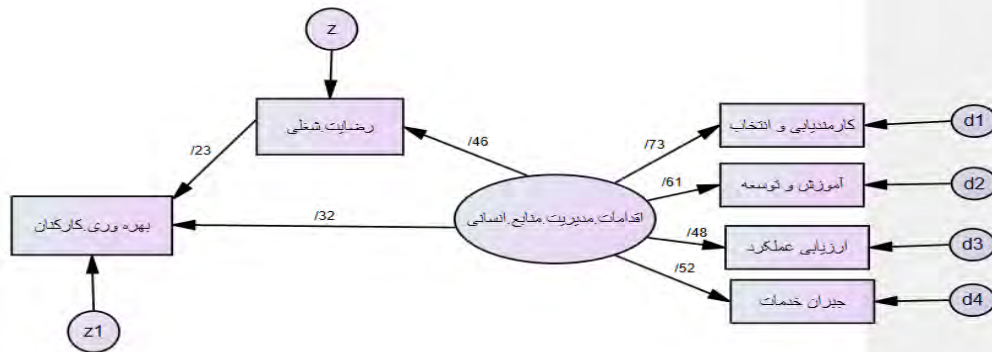 z
رضایت.شغلی
/46
/23
/32
بهره وری.کارکنان
z1
اقدامات.مدیریت.منابع.انسانی
/73
/61
/48
/52
کارمندیابی و انتخاب
d1
آموزش و توسعه
d2
ارزیابی عملکرد
d3
جبران خدمات
d4